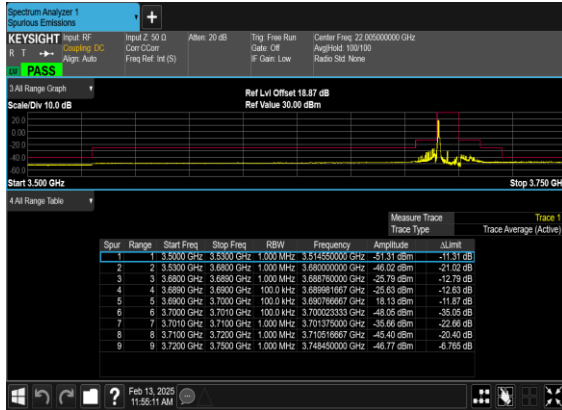 Spectrum Analyzer 1
Spurious Emissions
+
KEYSIGHT Input: RF Input Z: 50 Ω Atten: 20 dB Trig: Free Run Center Freq: 22.005000000 GHz
R T Coupling: DC Corr CCorr Gate: Off Avg|Hold: 100/100
Align: Auto Freq Ref: Int (S) IF Gain: Low Radio Std: None
PASS
3 All Range Graph
Ref Lvl Offset 18.87 dB
Scale/Div 10.0 dB Ref Value 30.00 dBm
20.0
0.00
-20.0
-40.0
Start 3.500 GHz Stop 3.750 GH
4 All Range Table
Measure Trace Trace 1
Trace Type Trace Average (Active)
Spur Range Start Freq Stop Freq RBW Frequency Amplitude ΔLimit
1 1 3.5000 GHz 3.5300 GHz 1.000 MHz 3.514550000 GHz -51.31 dBm -11.31 dB
2 2 3.5300 GHz 3.6800 GHz 1.000 MHz 3.680000000 GHz -46.02 dBm -21.02 dB
3 3 3.6800 GHz 3.6890 GHz 1.000 MHz 3.688760000 GHz -25.79 dBm -12.79 dB
4 4 3.6890 GHz 3.6900 GHz 100.0 kHz 3.689981667 GHz -25.63 dBm -12.63 dB
5 5 3.6900 GHz 3.7000 GHz 100.0 kHz 3.690766667 GHz 18.13 dBm -11.87 dB
6 6 3.7000 GHz 3.7010 GHz 100.0 kHz 3.700023333 GHz -48.05 dBm -35.05 dB
7 7 3.7010 GHz 3.7100 GHz 1.000 MHz 3.701375000 GHz -35.66 dBm -22.66 dB
8 8 3.7100 GHz 3.7200 GHz 1.000 MHz 3.710516667 GHz -45.40 dBm -20.40 dB
9 9 3.7200 GHz 3.7500 GHz 1.000 MHz 3.748450000 GHz -46.77 dBm -6.765 dB
? Feb 13, 2025
11:55:11 AM